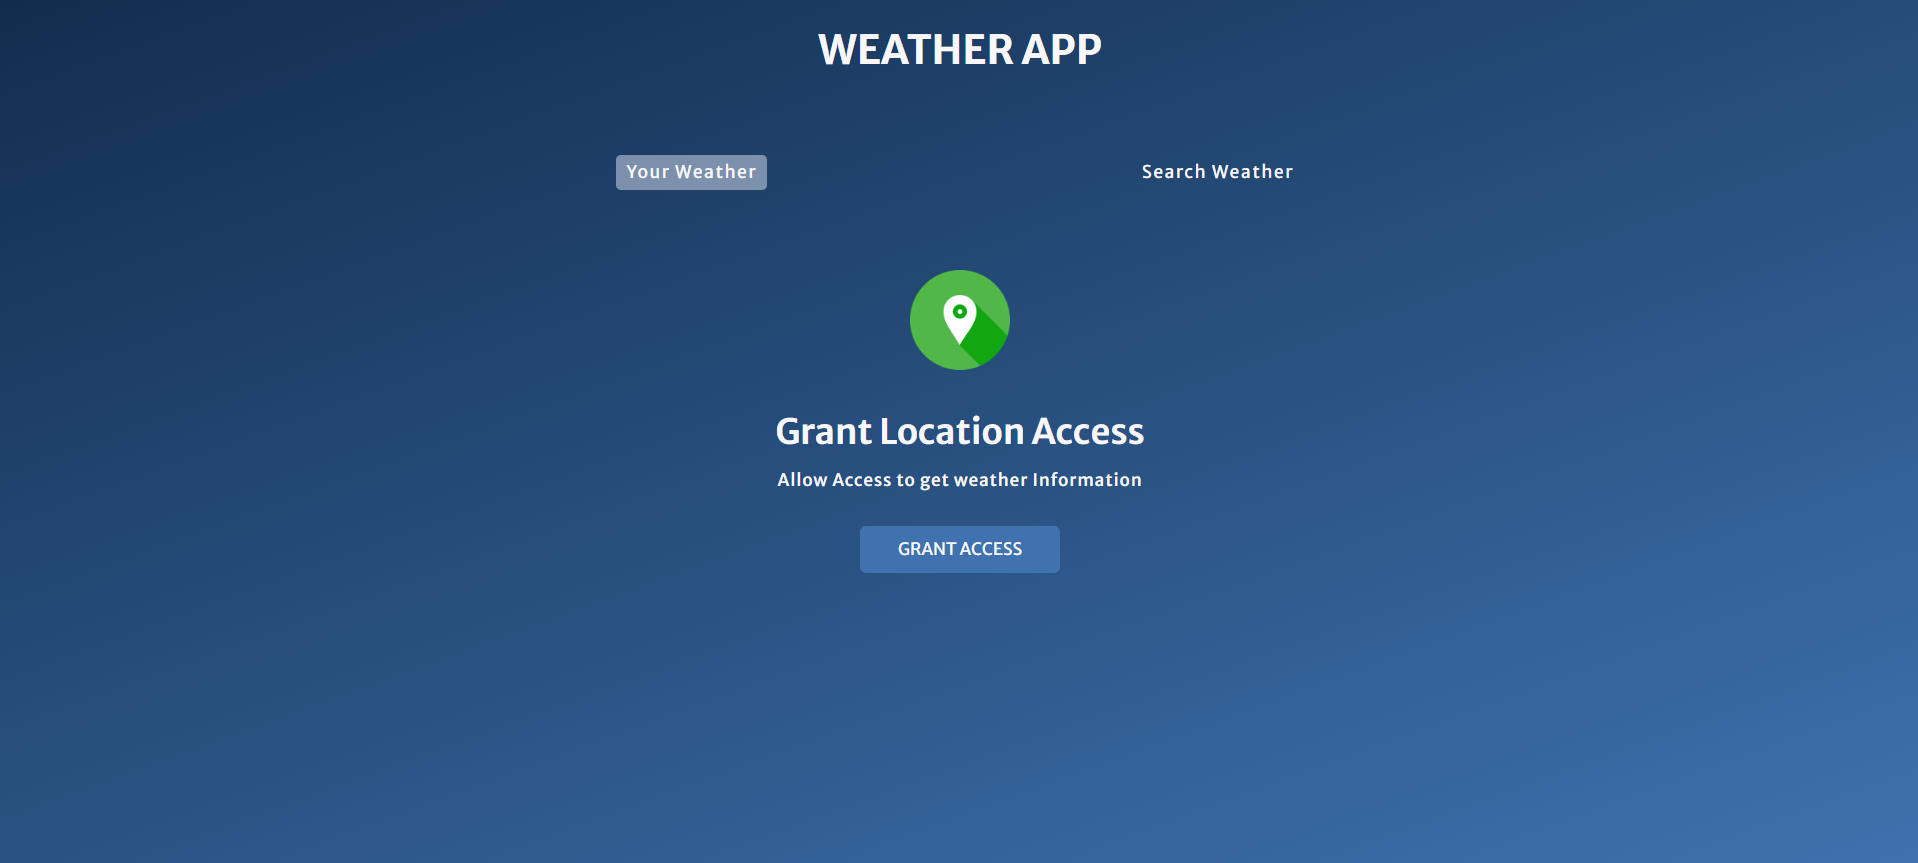 WEATHER APP
Your Weather
Search Weather
Grant Location Access
Allow Access to get weather Information
GRANT ACCESS